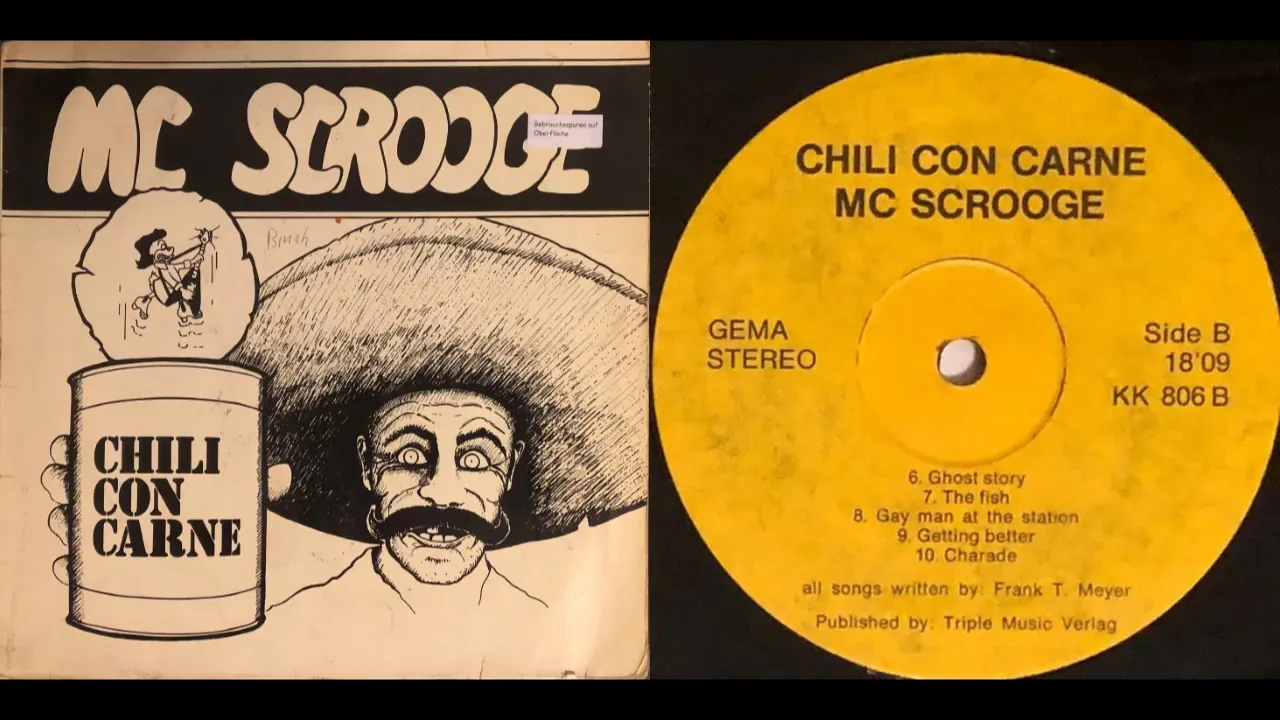 MC SCROOGE
Gebrauchsspuren auf
Oberfläche
CHILI
CON
CARNE
CHILI CON CARNE
MC SCROOGE
GEMA
STEREO
Side B
18'09
KK 806 B
6. Ghost story
7. The fish
8. Gay man at the station
9. Getting better
10. Charade
all songs written by: Frank T. Meyer
Published by: Triple Music Verlag